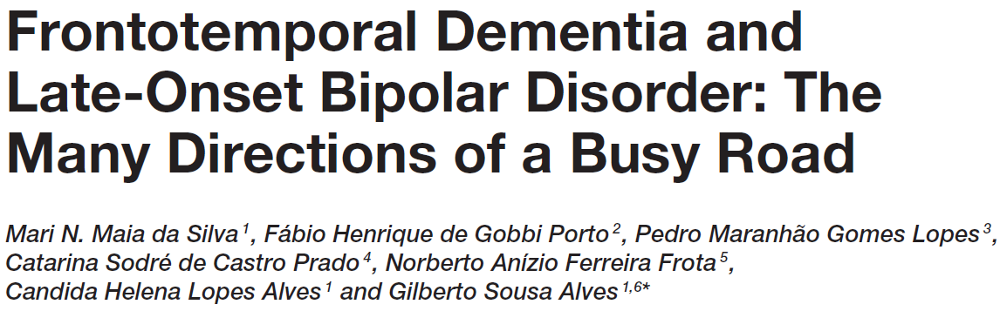 Frontotemporal Dementia and
Late-Onset Bipolar Disorder: The
Many Directions of a Busy Road
Mari N. Maia da Silva 1, Fábio Henrique de Gobbi Porto 2, Pedro Maranhão Gomes Lopes 3,
Catarina Sodré de Castro Prado 4, Norberto Anízio Ferreira Frota 5,
Candida Helena Lopes Alves 1 and Gilberto Sousa Alves 1,6*